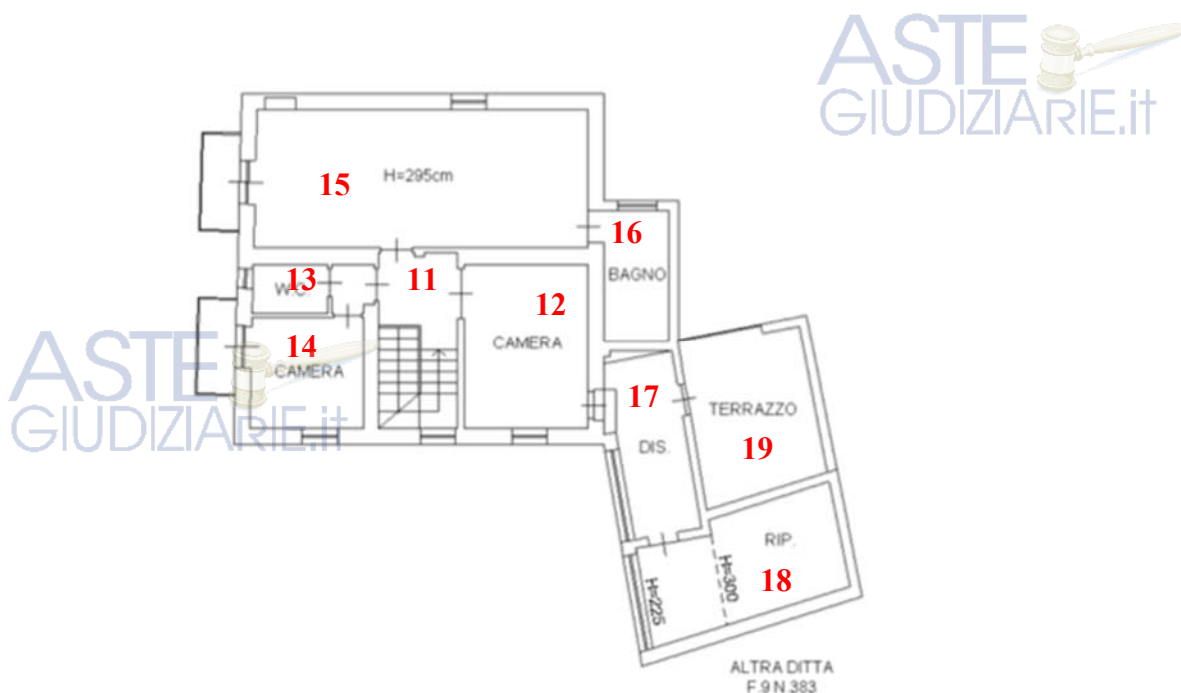 ASTE
GIUDIZIARIE.it
15
H=295cm
16
BAGNO
13
W.C.
11
12
CAMERA
14
CAMERA
ASTE
GIUDIZIARIE.it
17
DIS.
TERRAZZO
19
RIP.
18
H=300
H=225
ALTRA DITTA
F.9 N.383